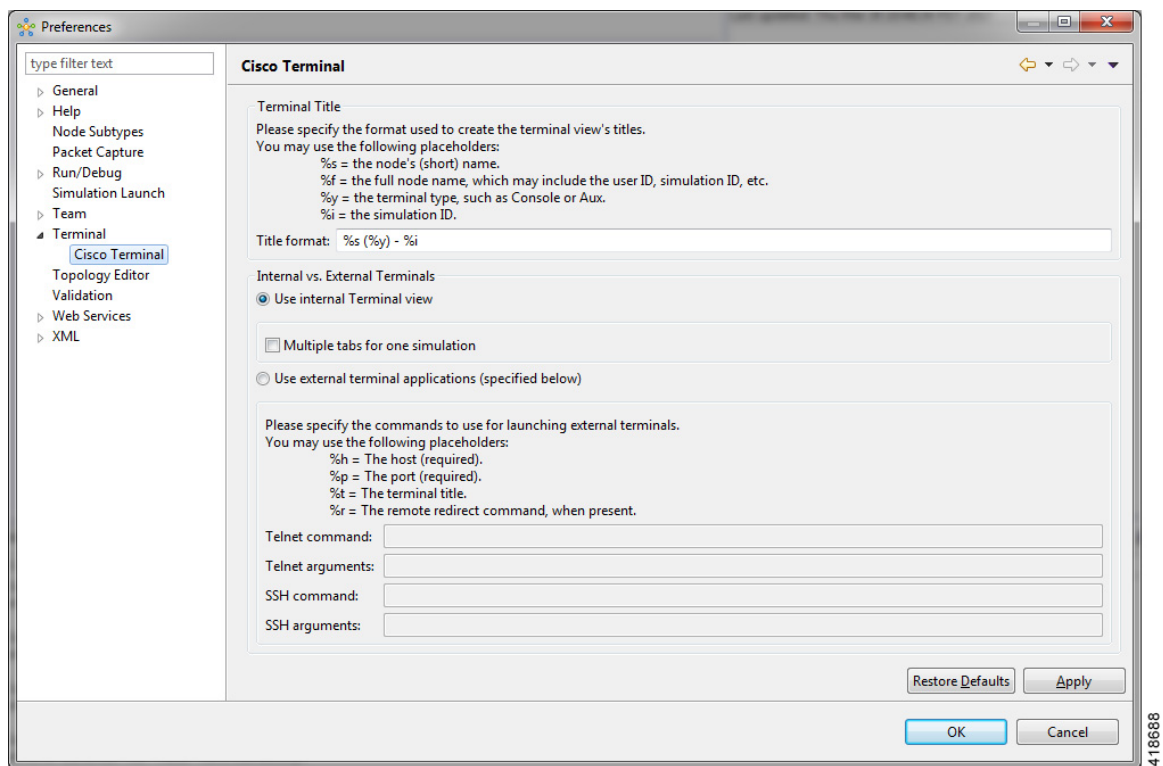 Preferences
type filter text
General
Help
Node Subtypes
Packet Capture
Run/Debug
Simulation Launch
Team
Terminal
Cisco Terminal
Topology Editor
Validation
Web Services
XML
Cisco Terminal
Terminal Title
Please specify the format used to create the terminal view's titles.
You may use the following placeholders:
%s = the node's (short) name.
%f = the full node name, which may include the user ID, simulation ID, etc.
%y = the terminal type, such as Console or Aux.
%i = the simulation ID.
Title format: %s (%y) - %i
Internal vs. External Terminals
Use internal Terminal view
Multiple tabs for one simulation
Use external terminal applications (specified below)
Please specify the commands to use for launching external terminals.
You may use the following placeholders:
%h = The host (required).
%p = The port (required).
%t = The terminal title.
%r = The remote redirect command, when present.
Telnet command:
Telnet arguments:
SSH command:
SSH arguments:
Restore Defaults Apply
OK Cancel
418688